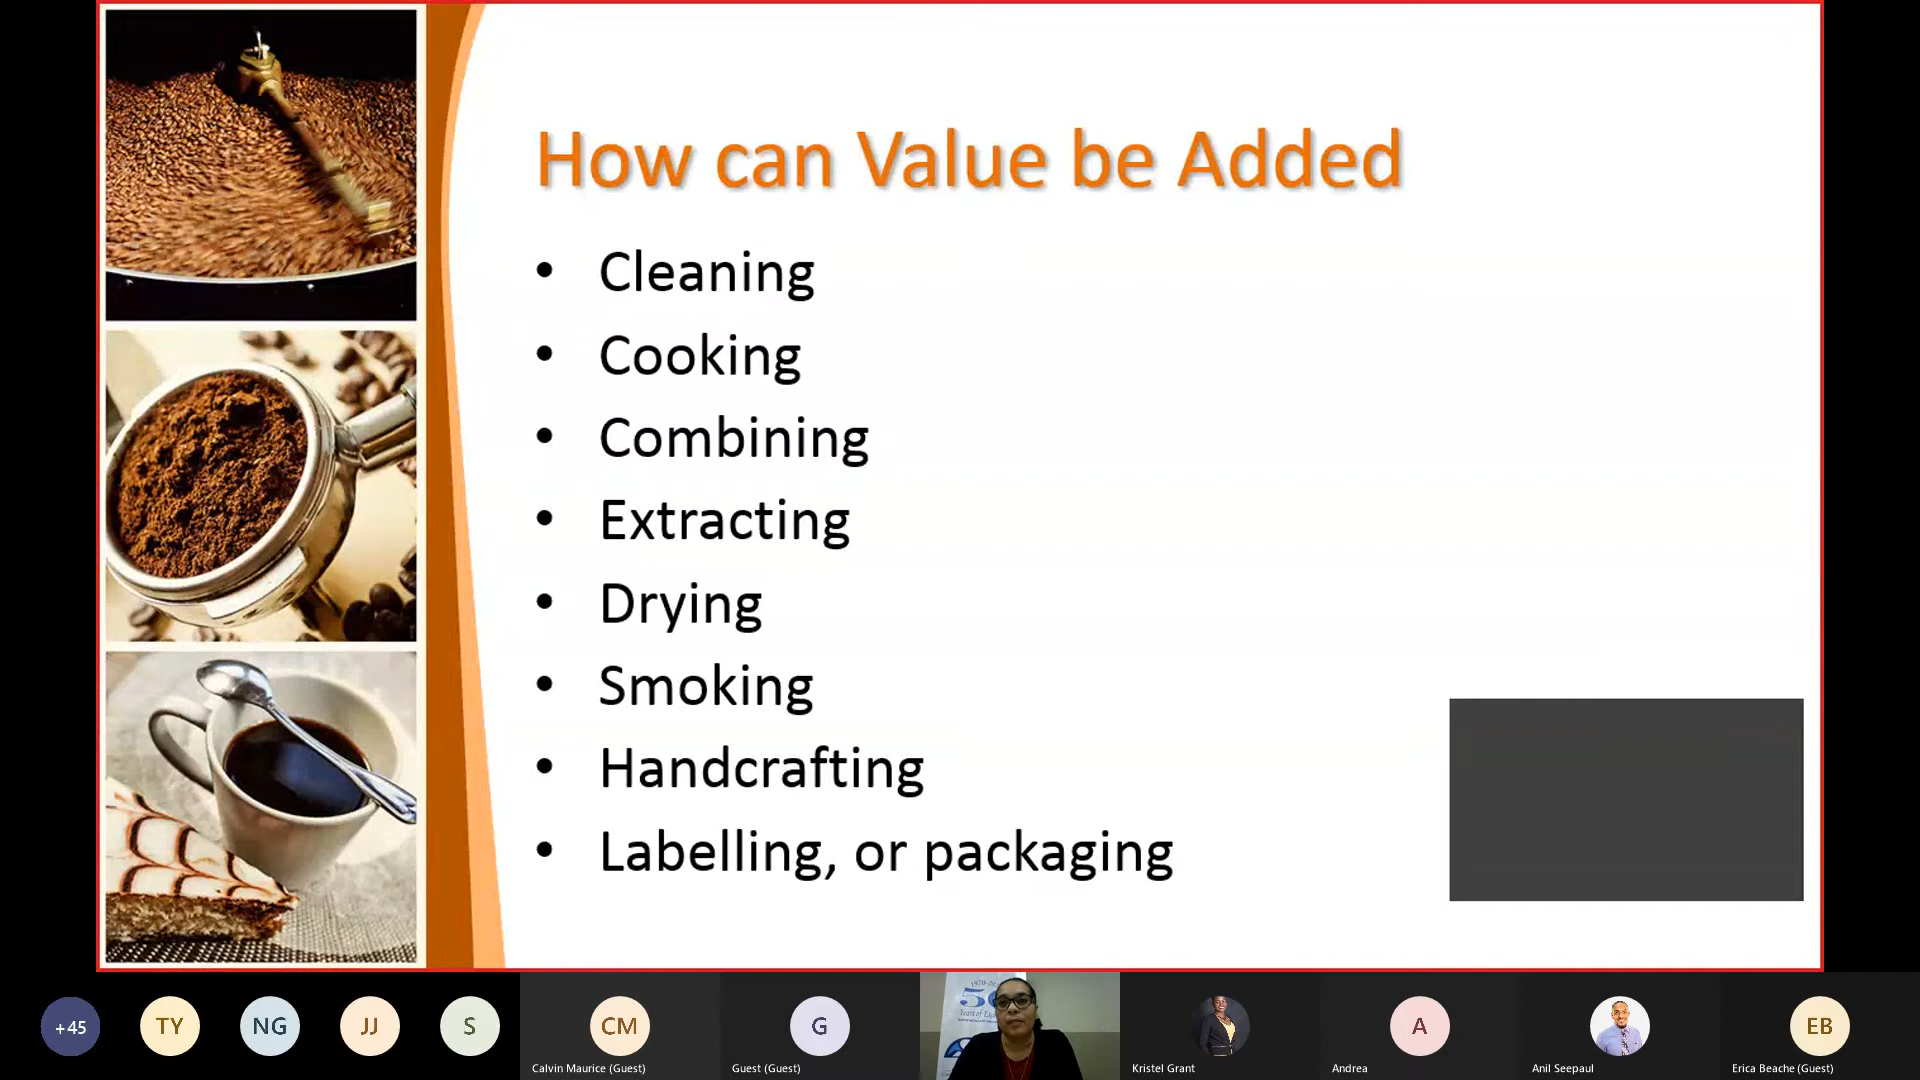 How can Value be Added
• Cleaning
• Cooking
• Combining
• Extracting
• Drying
• Smoking
• Handcrafting
• Labelling, or packaging
+45
TY
NG
JJ
S
CM
Calvin Maurice (Guest)
G
Guest (Guest)
Kristel Grant
A
Andrea
Anil Seepaul
EB
Erica Beache (Guest)